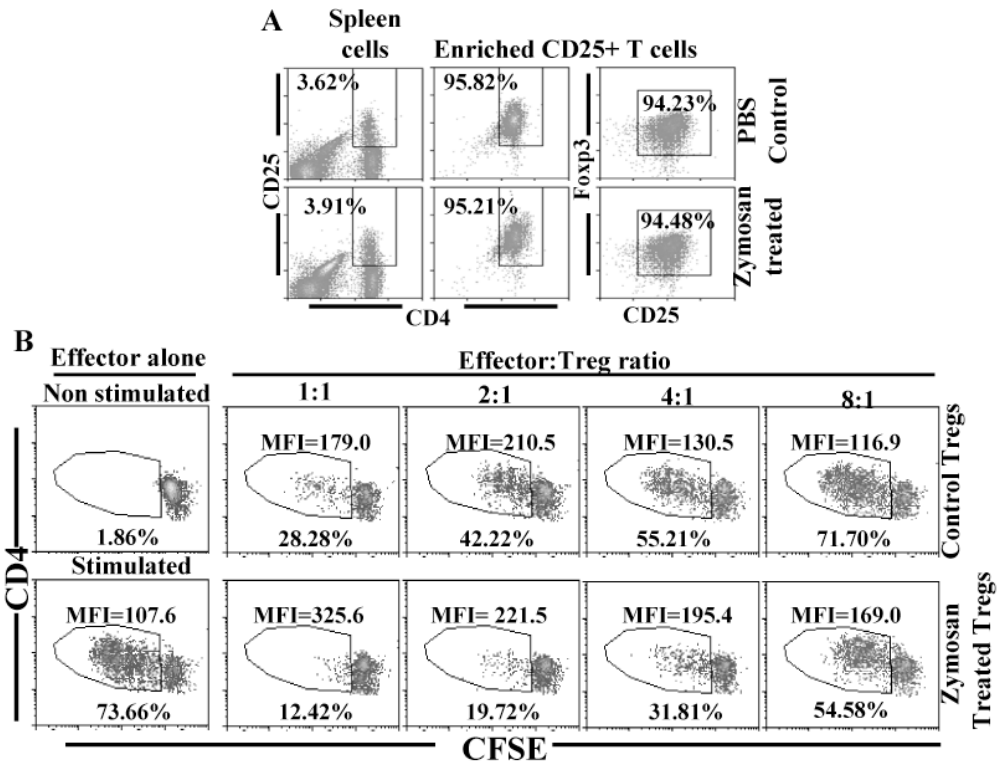 A
Spleen
cells
Enriched CD25+ T cells
3.62%
95.82%
94.23%
PBS
Control
CD25
Foxp3
3.91%
95.21%
94.48%
Zymosan
treated
CD4
CD25
B
Effector alone
Effector:Treg ratio
Non stimulated
1:1
2:1
4:1
8:1
MFI=179.0
MFI=210.5
MFI=130.5
MFI=116.9
1.86%
28.28%
42.22%
55.21%
71.70%
Control Tregs
Stimulated
MFI=107.6
MFI=325.6
MFI= 221.5
MFI=195.4
MFI=169.0
73.66%
12.42%
19.72%
31.81%
54.58%
Zymosan
Treated Tregs
CD4
CFSE